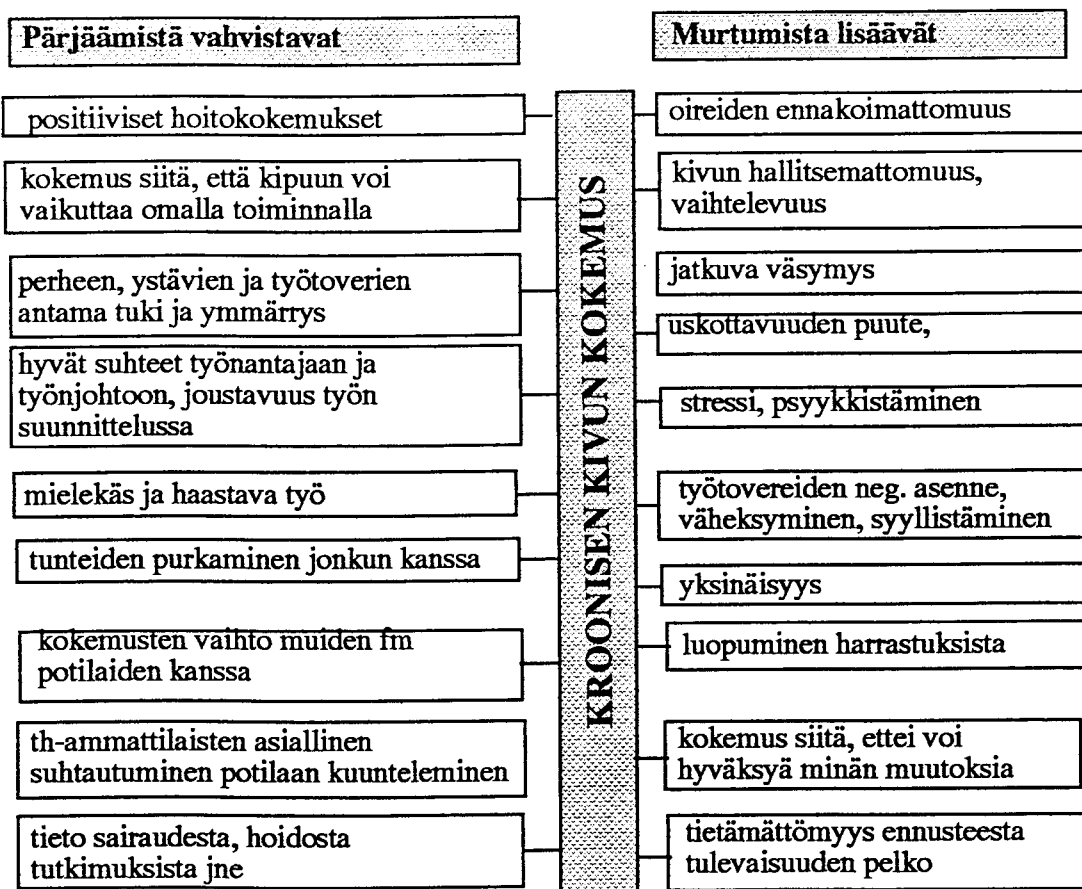 Pärjäämistä vahvistavat
positiiviset hoitokokemukset
kokemus siitä, että kipuun voi
vaikuttaa omalla toiminnalla
perheen, ystävien ja työtoverien
antama tuki ja ymmärrys
hyvät suhteet työnantajaan ja
työnjohtoon, joustavuus työn
suunnittelussa
mielekäs ja haastava työ
tunteiden purkaminen jonkun kanssa
kokemusten vaihto muiden fm
potilaiden kanssa
th-ammattilaisten asiallinen
suhtautuminen potilaan kuunteleminen
tieto sairaudesta, hoidosta
tutkimuksista jne
KROONISEN KIVUN KOKEMUS
Murtumista lisäävät
oireiden ennakoimattomuus
kivun hallitsemattomuus,
vaihtelevuus
jatkuva väsymys
uskottavuuden puute,
stressi, psyykkistäminen
työtovereiden neg. asenne,
väheksyminen, syyllistäminen
yksinäisyys
luopuminen harrastuksista
kokemus siitä, ettei voi
hyväksyä minän muutoksia
tietämättömyys ennusteesta
tulevaisuuden pelko